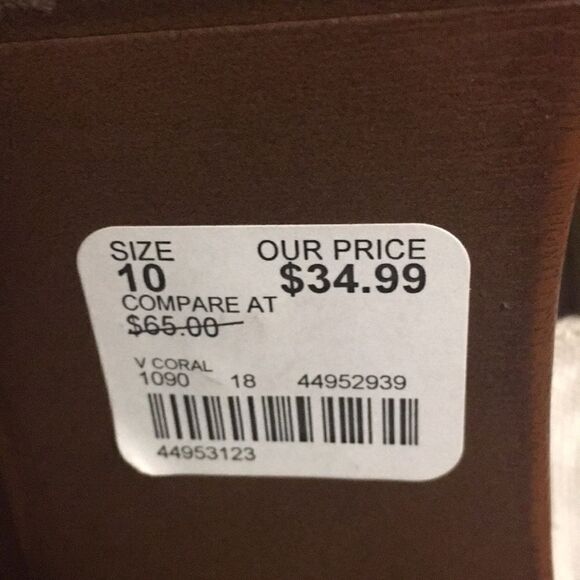 SIZE OUR PRICE
10 $34.99
COMPARE AT
$65.00
V CORAL
1090 18 44952939
44953123